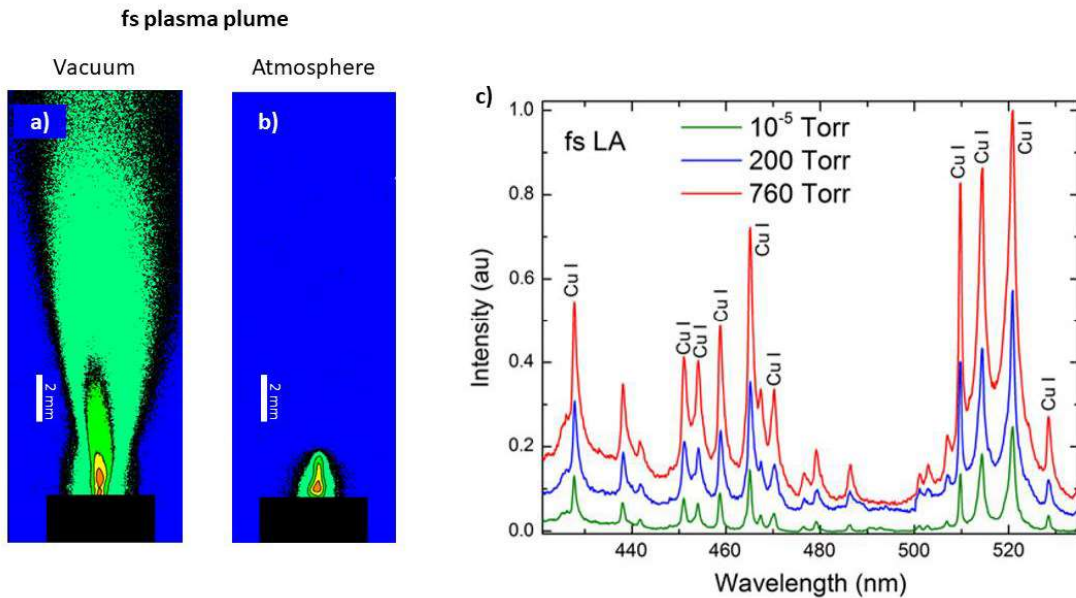 fs plasma plume
Vacuum
Atmosphere
a)
b)
2 mm
2 mm
c)
fs LA
10⁻⁵ Torr
200 Torr
760 Torr
Cu I
Cu I
Cu I
Cu I
Cu I
Cu I
Cu I
Cu I
Cu I
Cu I
1.0
0.8
0.6
0.4
0.2
0.0
Intensity (au)
440
460
480
500
520
Wavelength (nm)